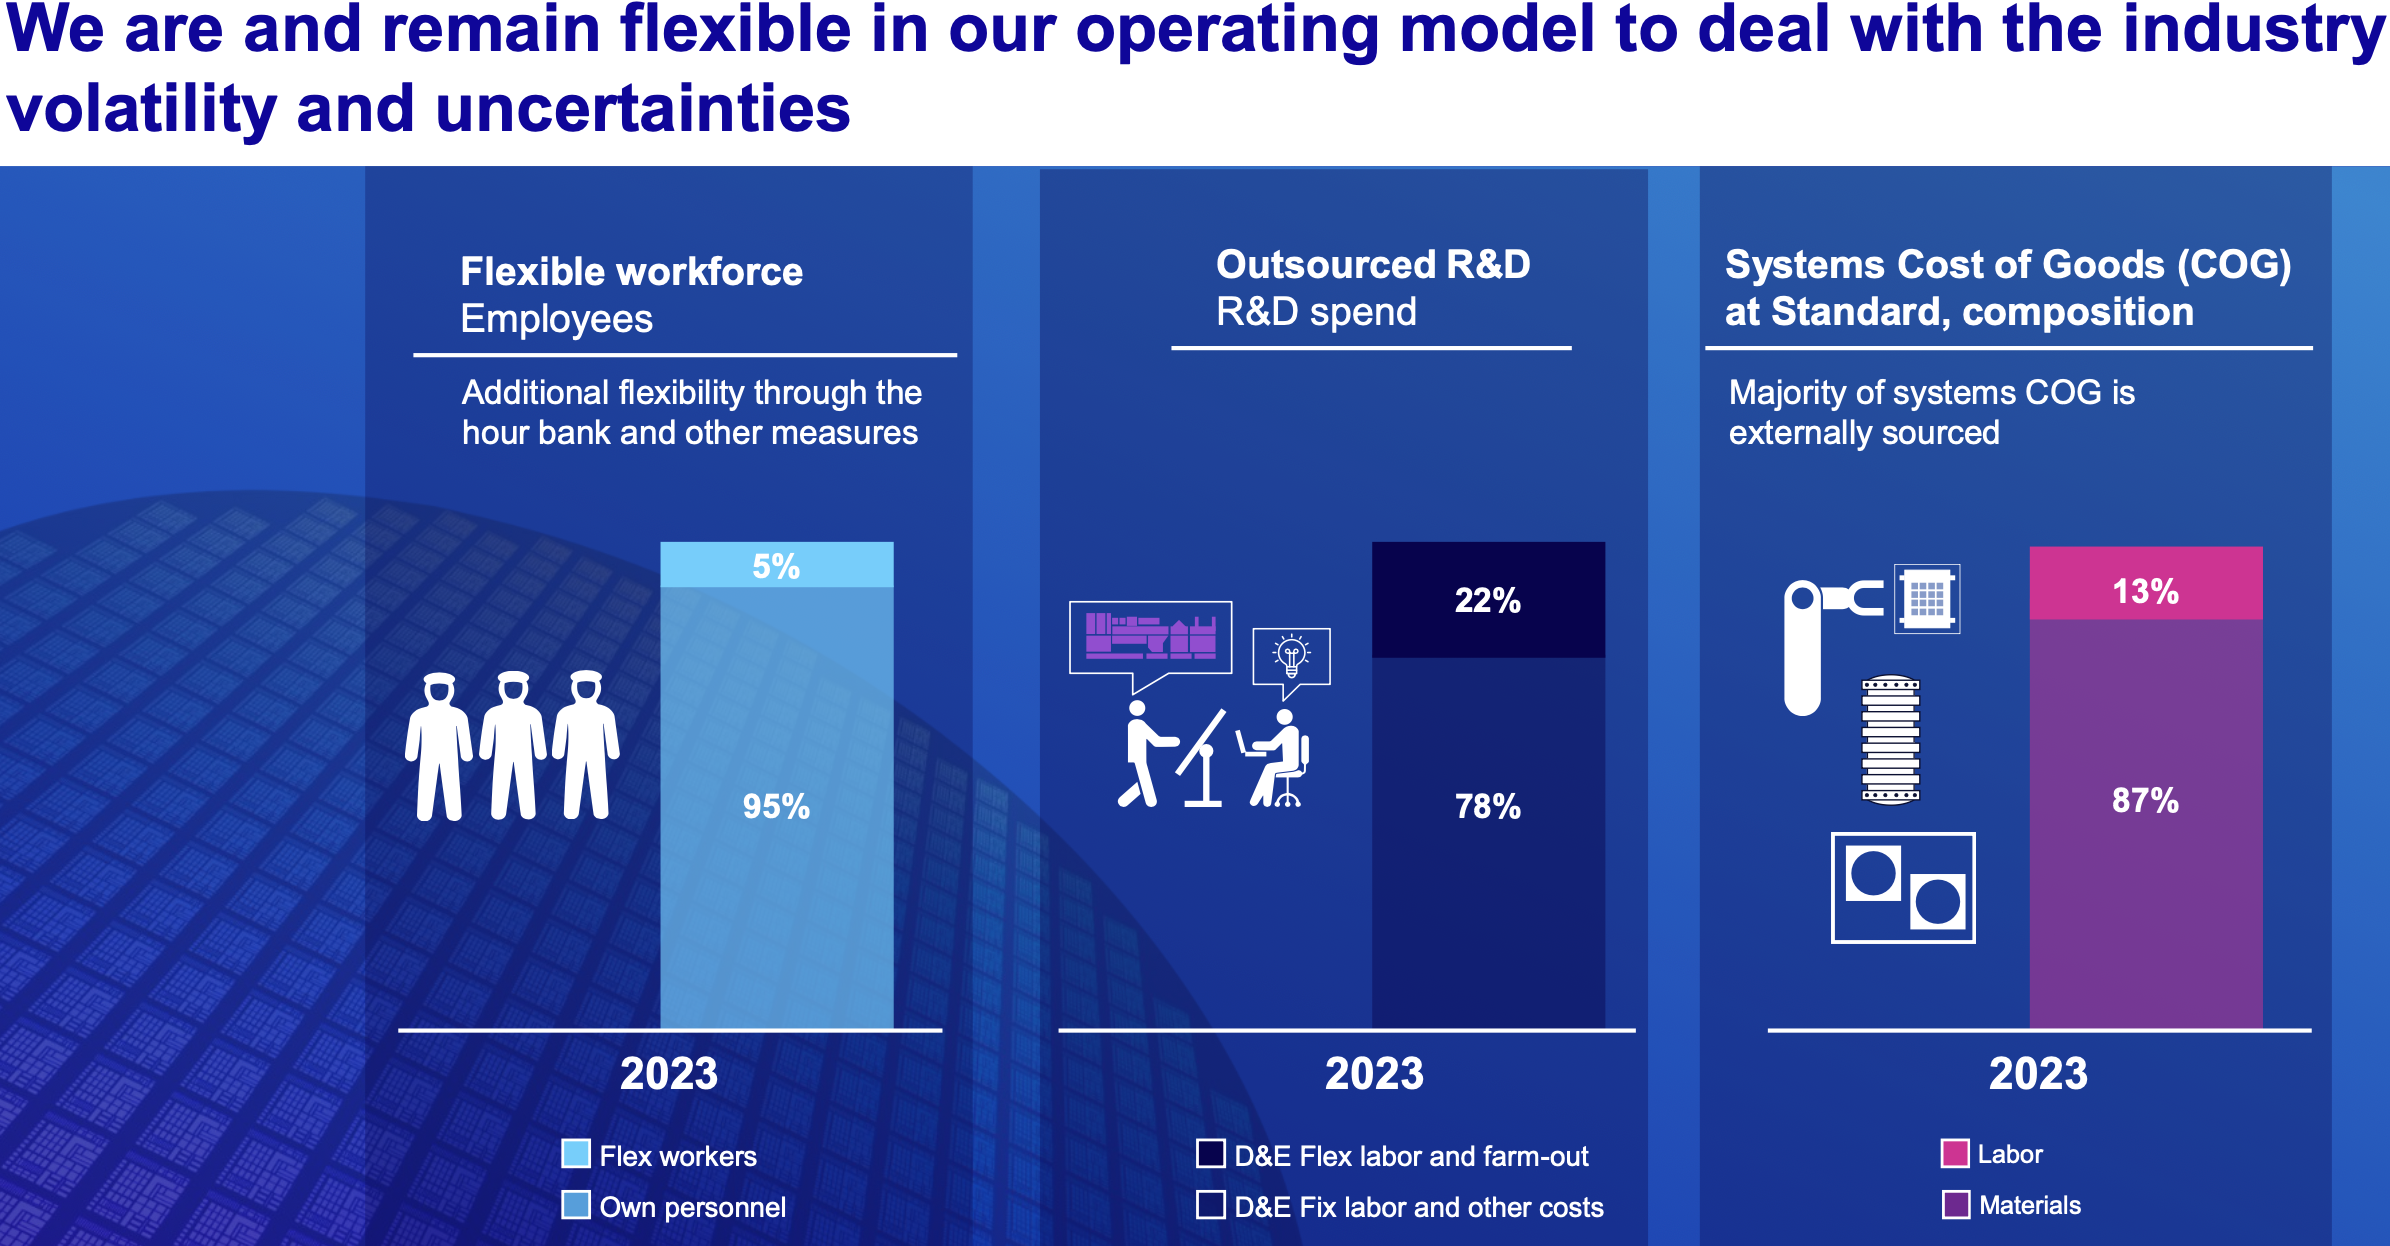 We are and remain flexible in our operating model to deal with the industry
volatility and uncertainties
Flexible workforce
Employees
Additional flexibility through the
hour bank and other measures
5%
95%
2023
Flex workers
Own personnel
Outsourced R&D
R&D spend
22%
78%
2023
D&E Flex labor and farm-out
D&E Fix labor and other costs
Systems Cost of Goods (COG)
at Standard, composition
Majority of systems COG is
externally sourced
13%
87%
2023
Labor
Materials